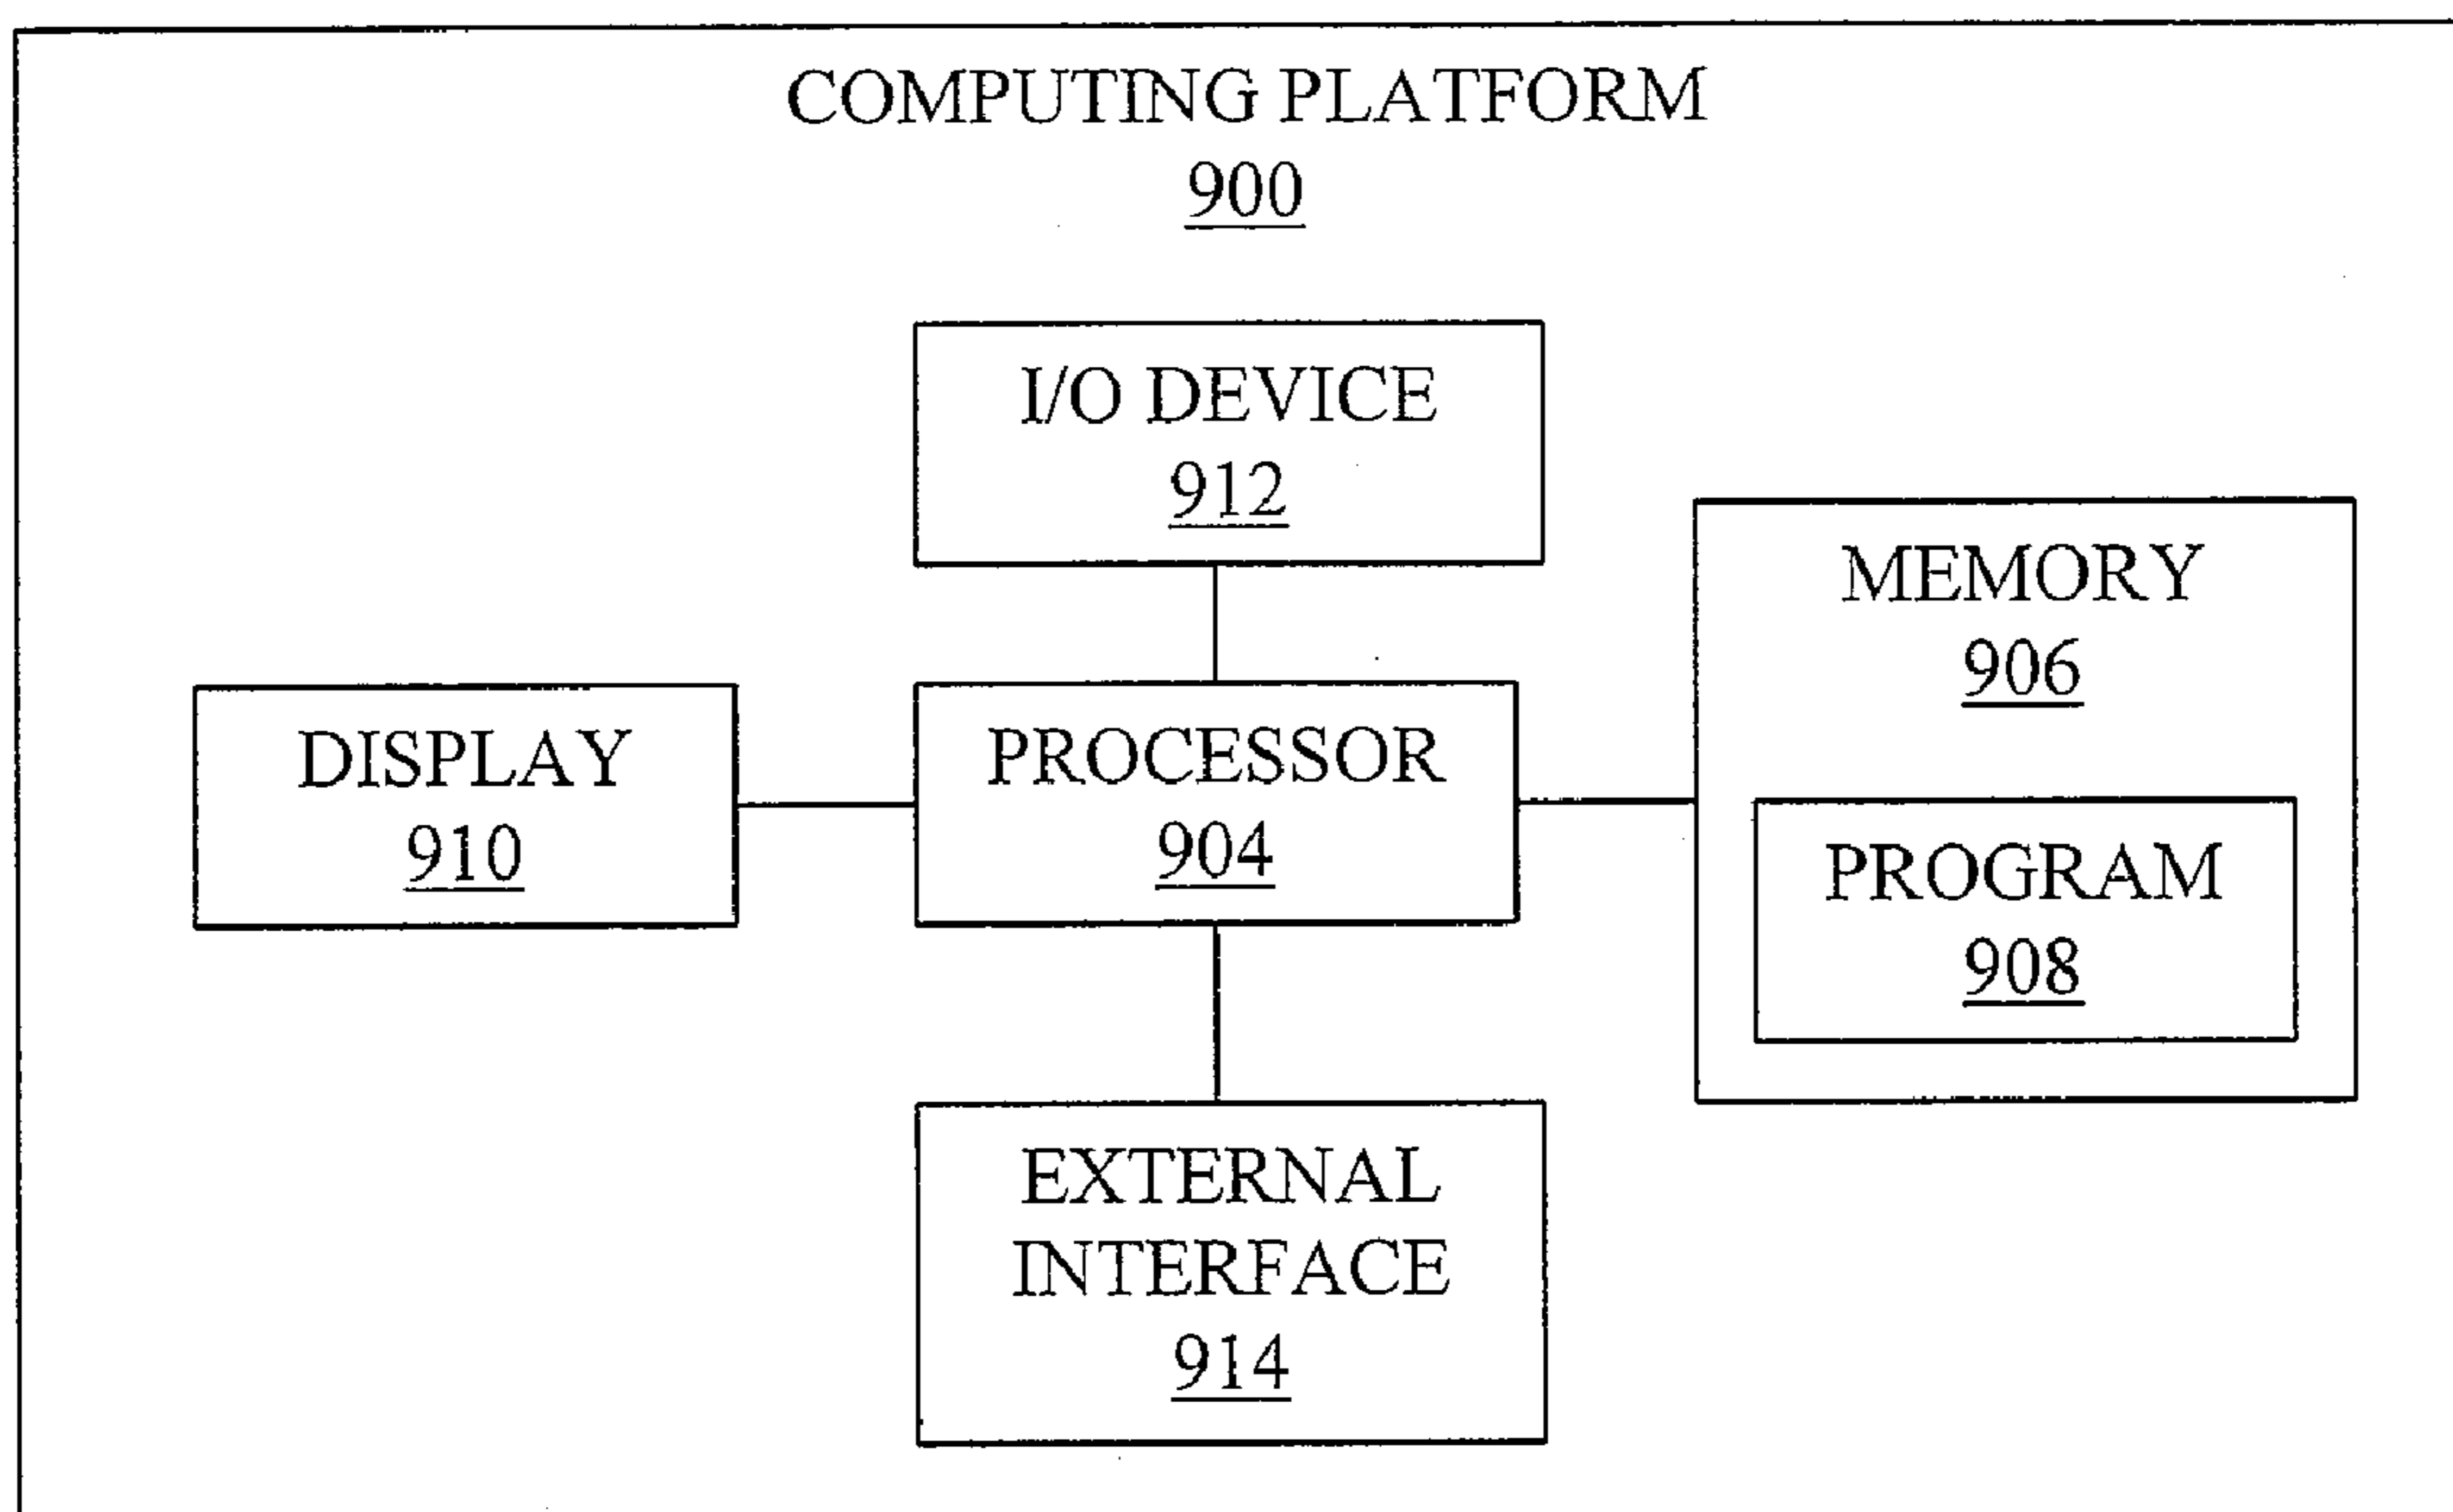 COMPUTING PLATFORM
900
I/O DEVICE
912
MEMORY
906
DISPLAY
910
PROCESSOR
904
PROGRAM
908
EXTERNAL
INTERFACE
914